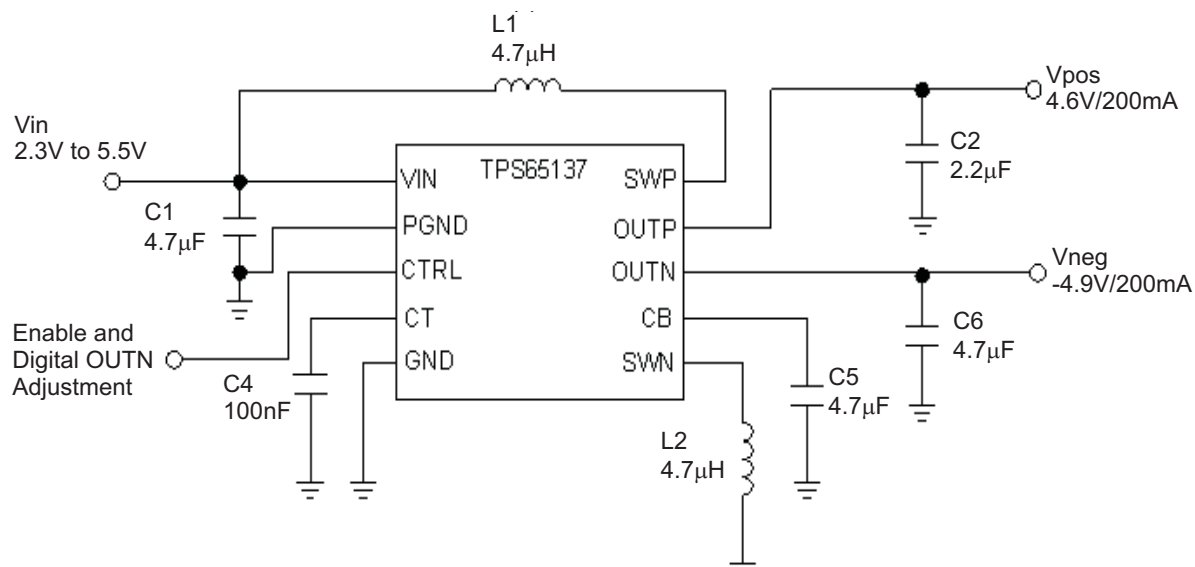 L1
4.7μH
Vpos
4.6V/200mA
Vin
2.3V to 5.5V
C2
2.2μF
TPS65137
VIN
SWP
C1
4.7μF
PGND
OUTP
CTRL
OUTN
Vneg
-4.9V/200mA
CT
CB
C6
4.7μF
Enable and
Digital OUTN
Adjustment
GND
SWN
C4
100nF
C5
4.7μF
L2
4.7μH